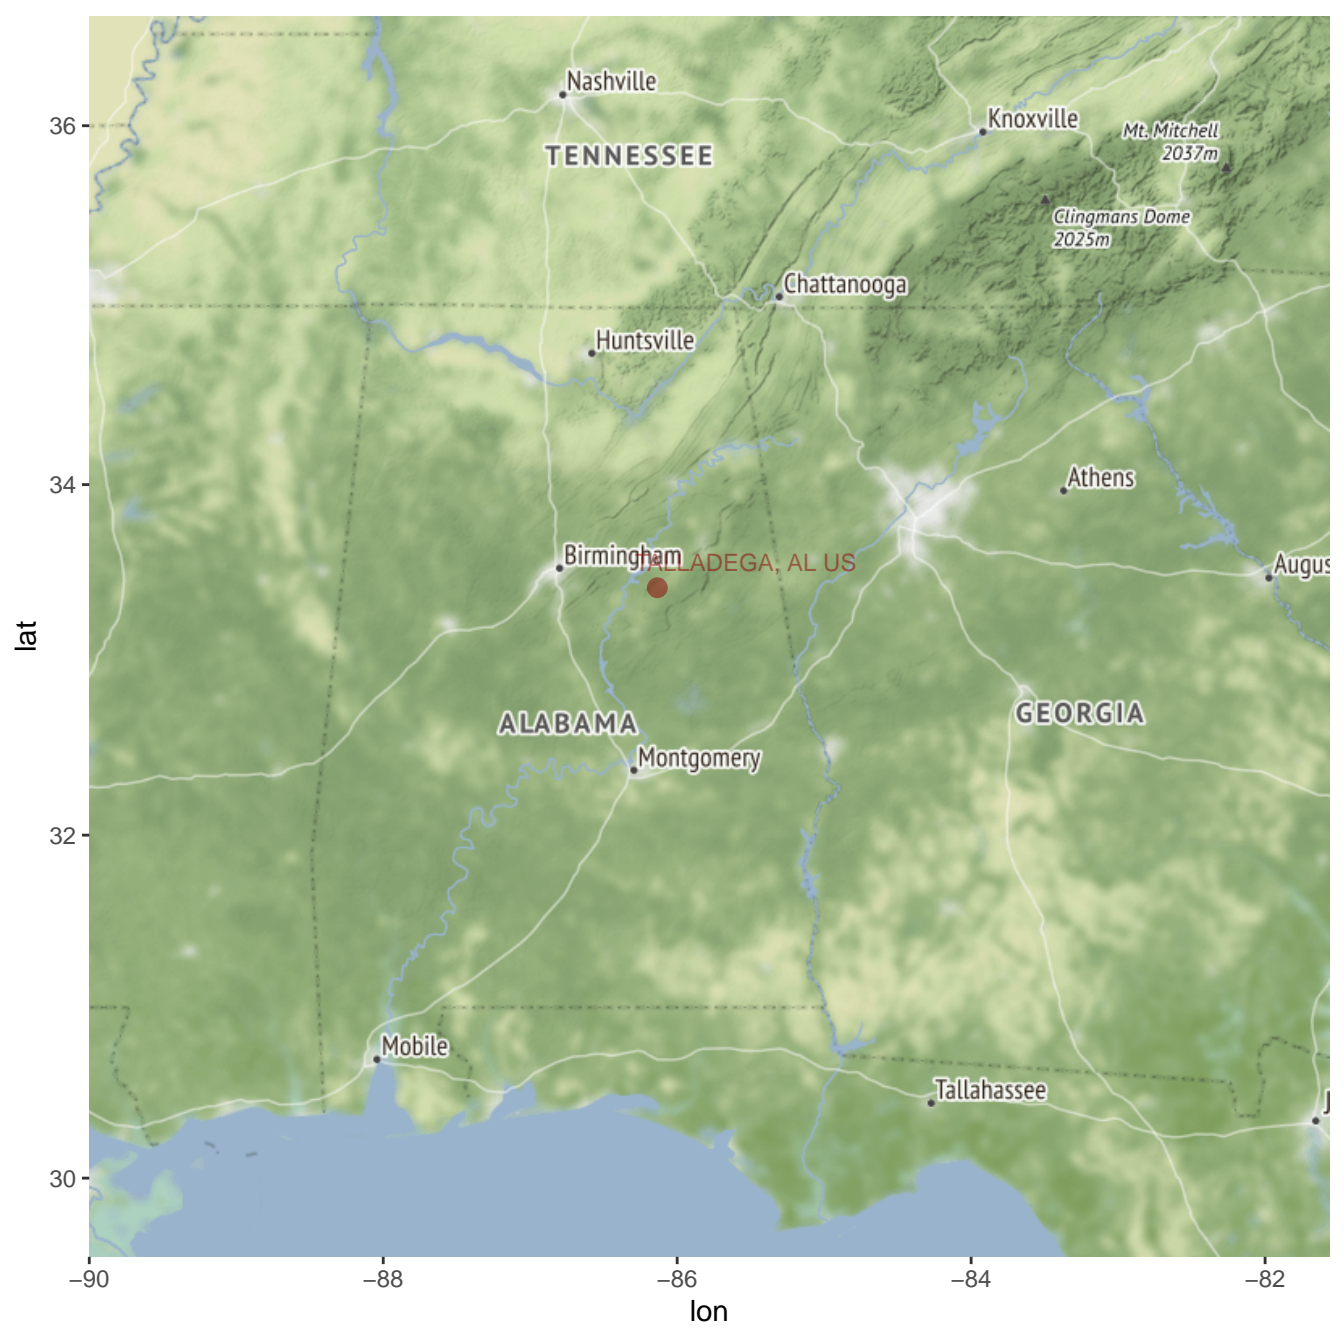 Nashville
Knoxville
36
Mt. Mitchell
2037m
TENNESSEE
Clingmans Dome
2025m
Chattanooga
Huntsville
34
Athens
Birmingham
TALLADEGA, AL US
Augus
lat
ALABAMA
GEORGIA
Montgomery
32
Mobile
Tallahassee
J
30
−90
−88
−86
−84
−82
lon